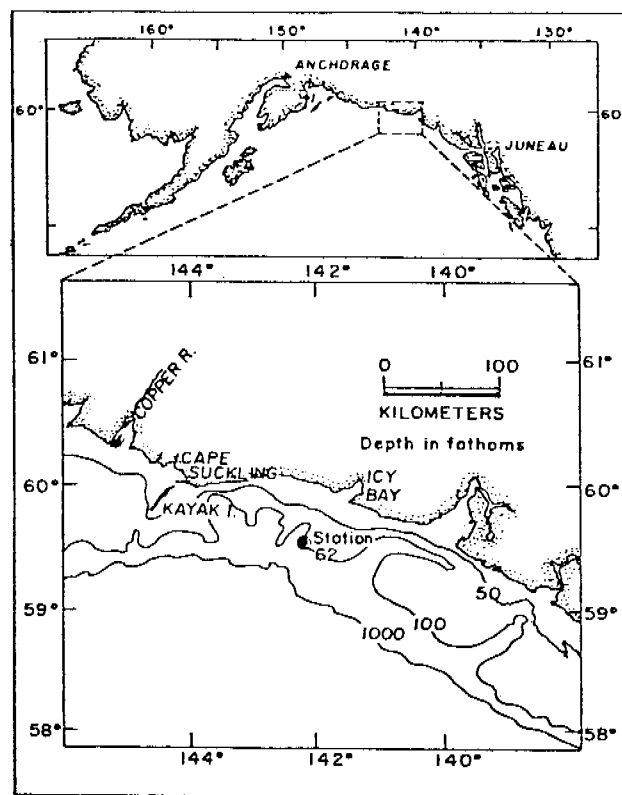 160° 150° 140° 130°
ANCHORAGE
60° 60°
JUNEAU
144° 142° 140°
61° 61°
COPPER R.
0 100
KILOMETERS
Depth in fathoms
CAPE
SUCKLING
ICY
BAY
60° 60°
KAYAK I.
Station
62
50
59° 59°
100
1000
58° 58°
144° 142° 140°